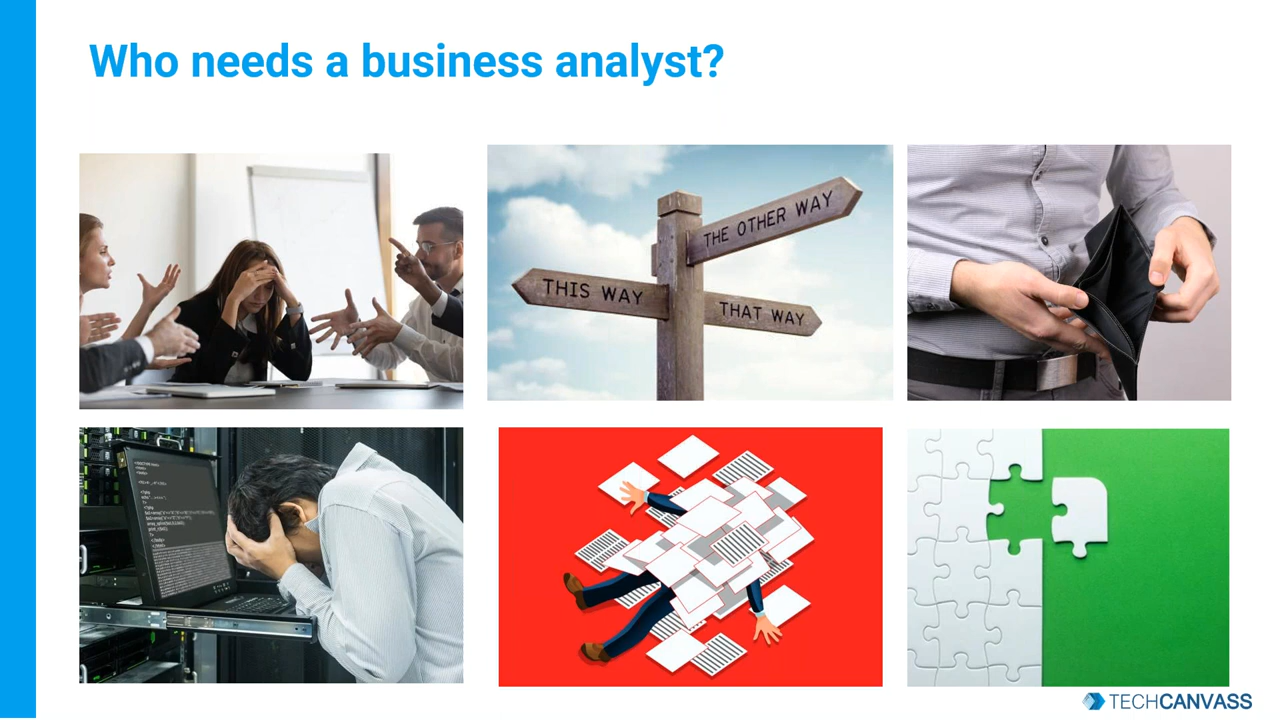 Who needs a business analyst?
THE OTHER WAY
THIS WAY
THAT WAY
TECHCANVASS